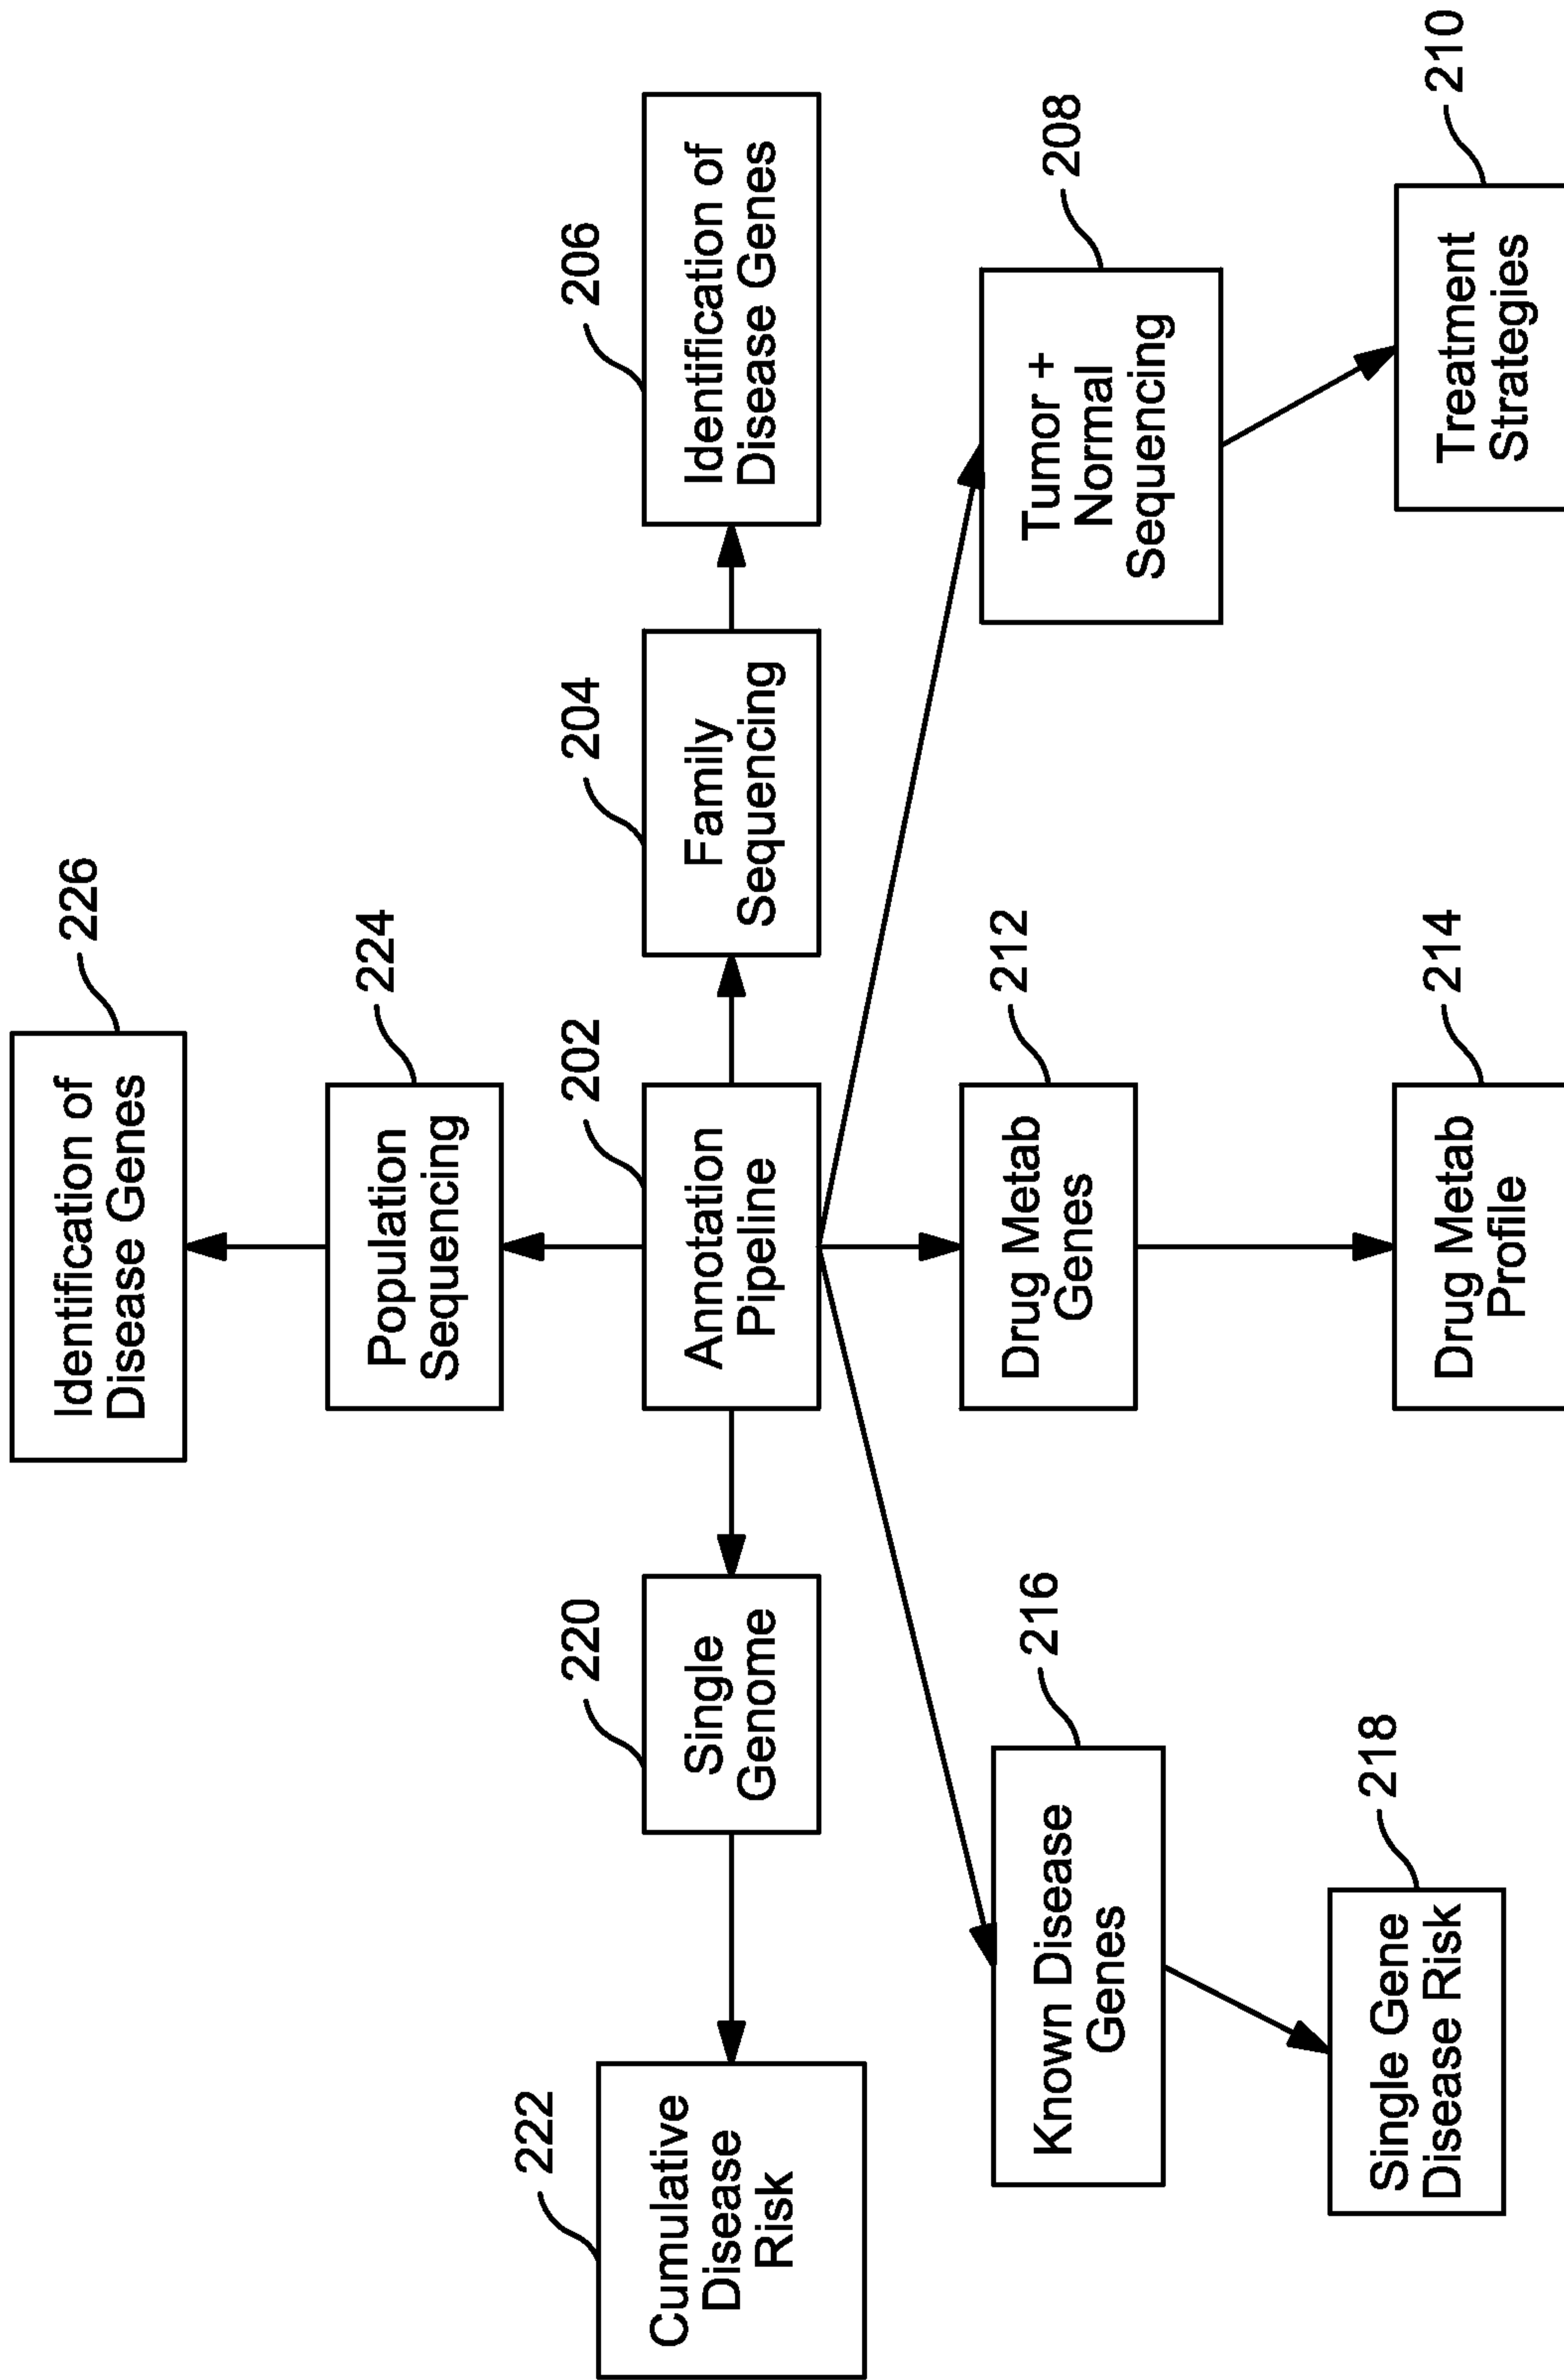 226
Identification of
Disease Genes
224
Population
Sequencing
222
Cumulative
Disease
Risk
220
Single
Genome
202
Annotation
Pipeline
204
Family
Sequencing
206
Identification of
Disease Genes
216
Known Disease
Genes
212
Drug Metab
Genes
208
Tumor +
Normal
Sequencing
218
Single Gene
Disease Risk
214
Drug Metab
Profile
210
Treatment
Strategies